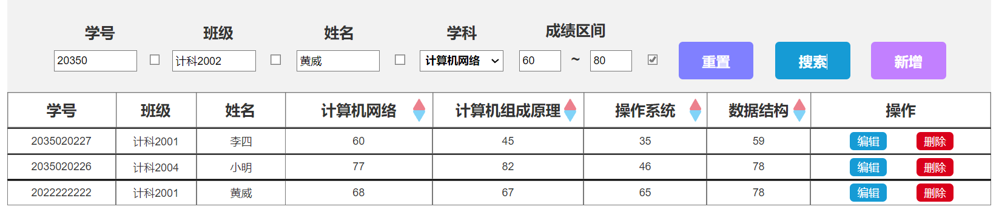 学号 班级 姓名 学科 成绩区间
20350 计科2002 黄威 计算机网络 60 ~ 80 重置 搜索 新增
学号 班级 姓名 计算机网络 计算机组成原理 操作系统 数据结构 操作
2035020227 计科2001 李四 60 45 35 59 编辑 删除
2035020226 计科2004 小明 77 82 46 78 编辑 删除
2022222222 计科2001 黄威 68 67 65 78 编辑 删除